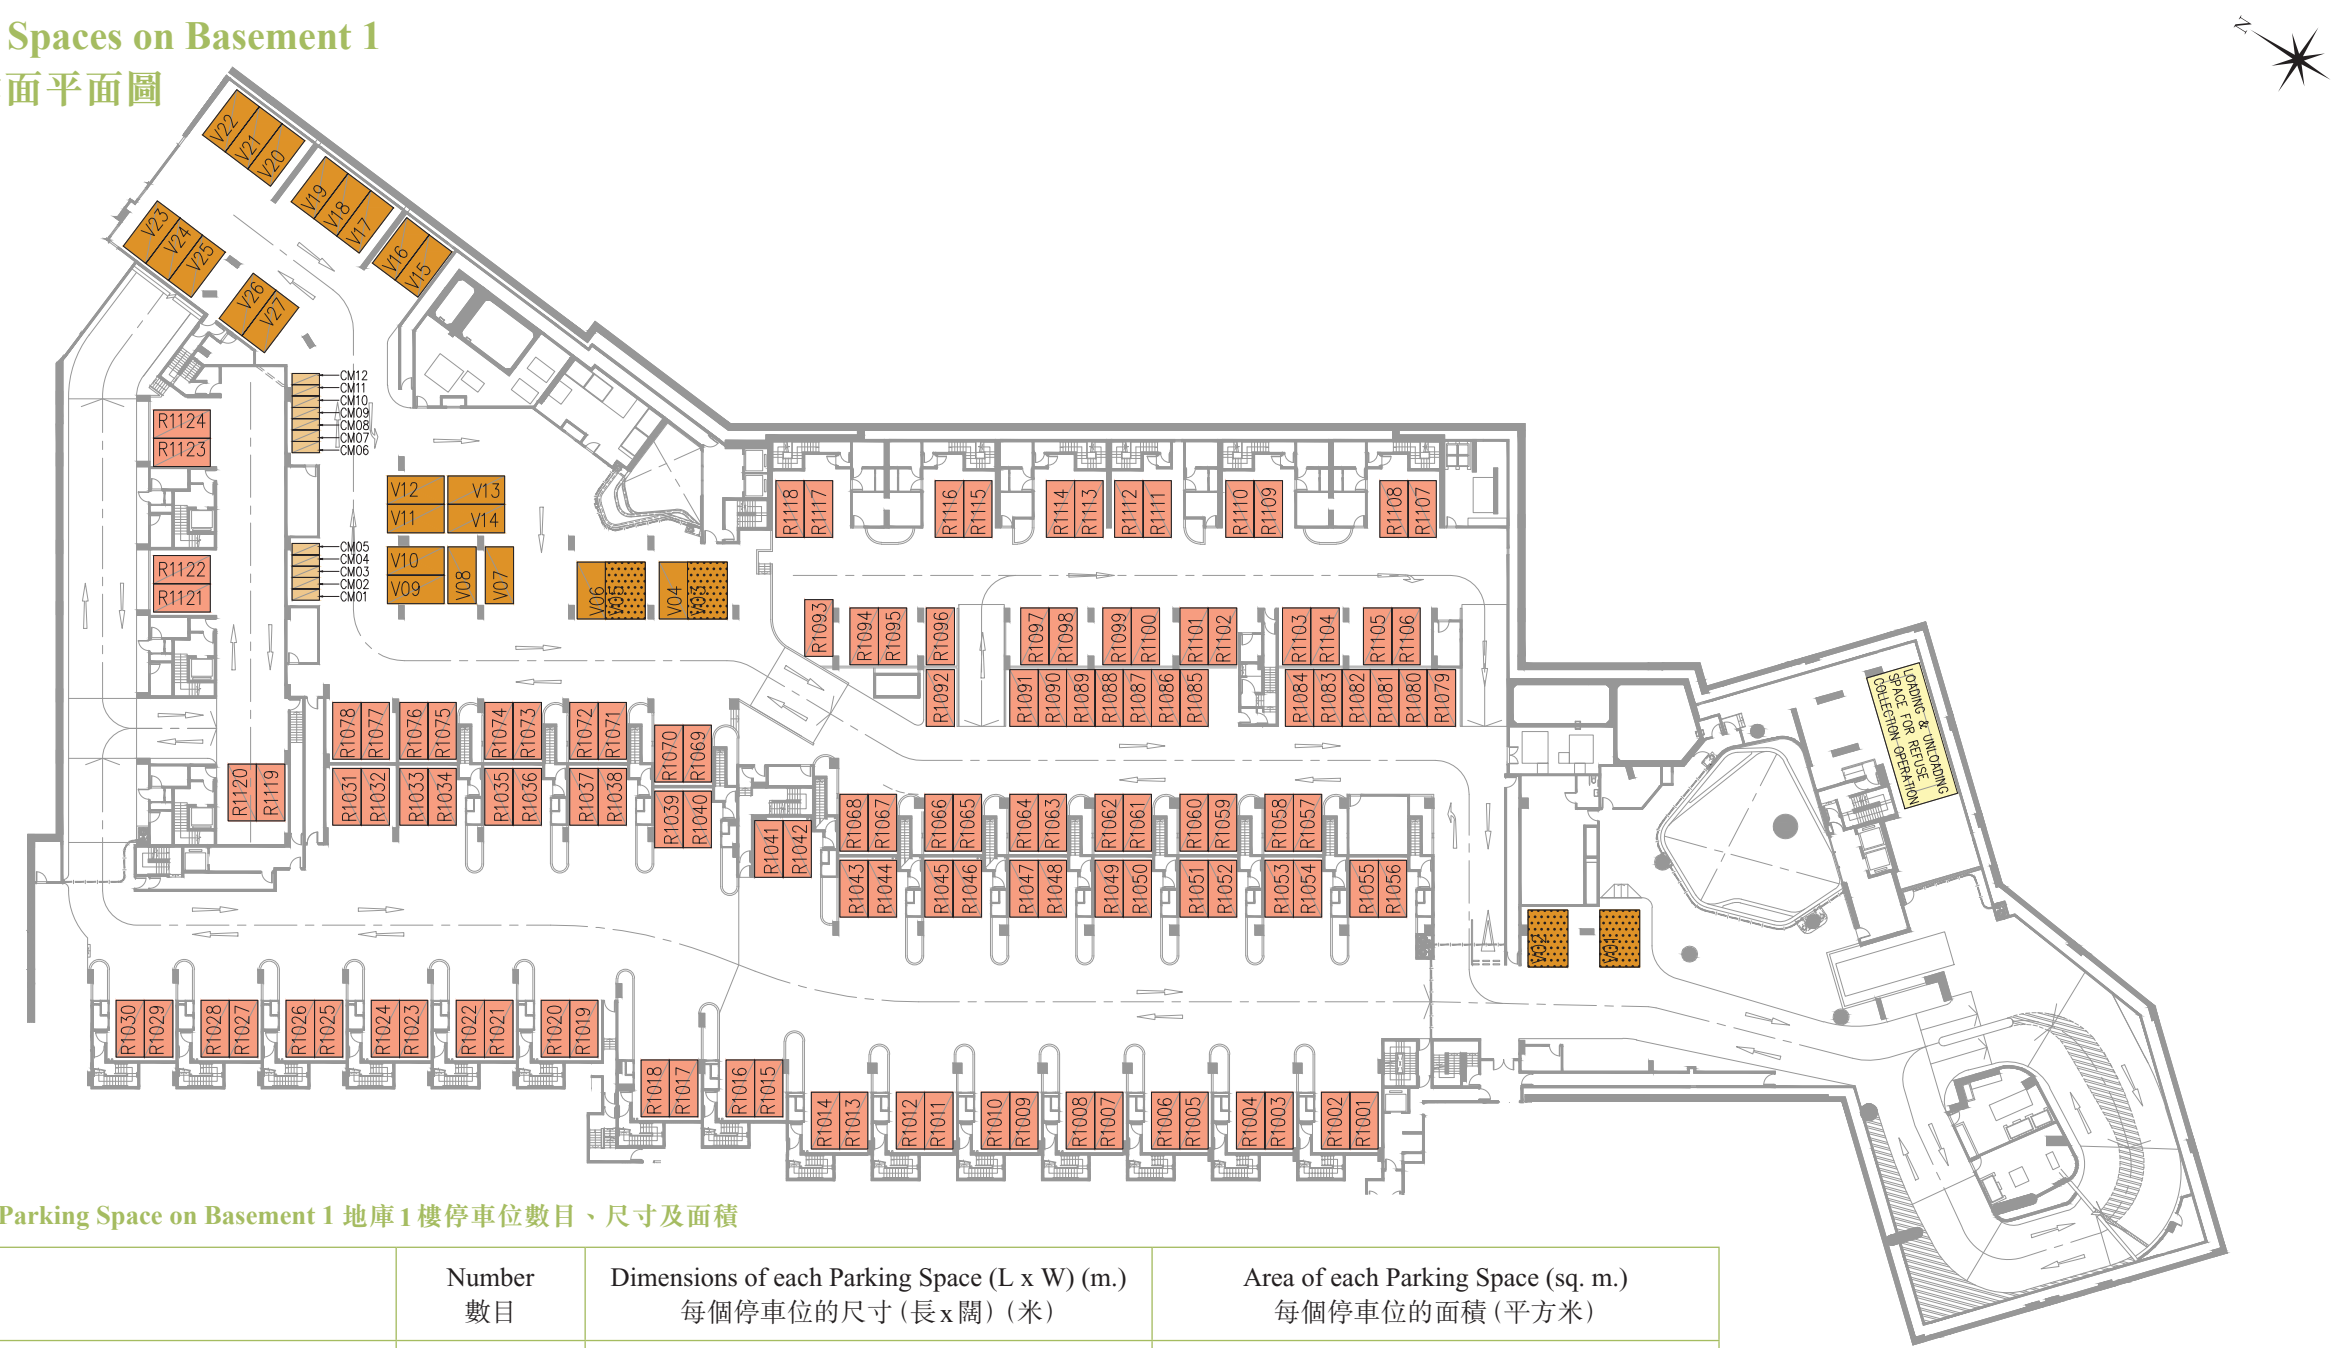 Spaces on Basement 1
面平面圖
N
V22
V21
V20
V19
V18
V17
V16
V15
V23
V24
V25
V26
V27
CM12
CM11
CM10
CM09
CM08
CM07
CM06
R1124
R1123
V12
V13
V11
V14
CM05
CM04
CM03
CM02
CM01
R1122
R1121
V10
V09
V08
V07
V06
V05
V04
V03
R1118
R1117
R1116
R1115
R1114
R1113
R1112
R1111
R1110
R1109
R1108
R1107
R1093
R1094
R1095
R1096
R1097
R1098
R1099
R1100
R1101
R1102
R1103
R1104
R1105
R1106
R1092
R1091
R1090
R1089
R1088
R1087
R1086
R1085
R1084
R1083
R1082
R1081
R1080
R1079
LOADING & UNLOADING
SPACE FOR REFUSE
COLLECTION OPERATION
R1078
R1077
R1076
R1075
R1074
R1073
R1072
R1071
R1070
R1069
R1120
R1119
R1031
R1032
R1033
R1034
R1035
R1036
R1037
R1038
R1039
R1040
R1041
R1042
R1068
R1067
R1066
R1065
R1064
R1063
R1062
R1061
R1060
R1059
R1058
R1057
R1043
R1044
R1045
R1046
R1047
R1048
R1049
R1050
R1051
R1052
R1053
R1054
R1055
R1056
V02
V01
R1030
R1029
R1028
R1027
R1026
R1025
R1024
R1023
R1022
R1021
R1020
R1019
R1018
R1017
R1016
R1015
R1014
R1013
R1012
R1011
R1010
R1009
R1008
R1007
R1006
R1005
R1004
R1003
R1002
R1001
Parking Space on Basement 1 地庫1樓停車位數目、尺寸及面積
Number
數目
Dimensions of each Parking Space (L x W) (m.)
每個停車位的尺寸(長x闊)(米)
Area of each Parking Space (sq. m.)
每個停車位的面積(平方米)